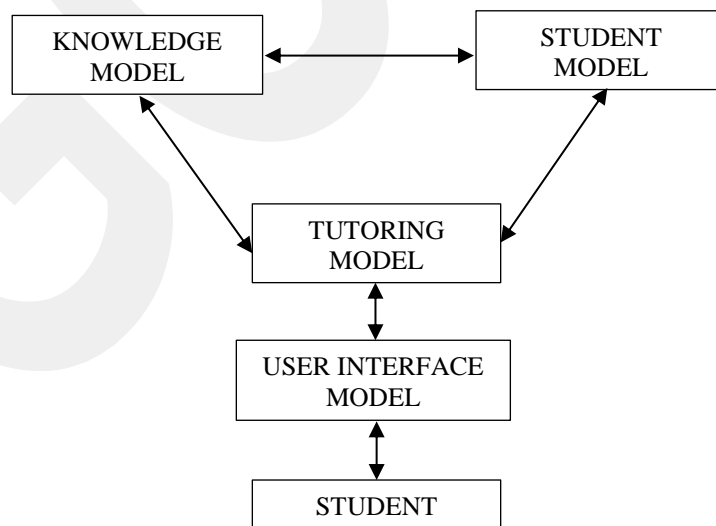 KNOWLEDGE
MODEL
STUDENT
MODEL
TUTORING
MODEL
USER INTERFACE
MODEL
STUDENT